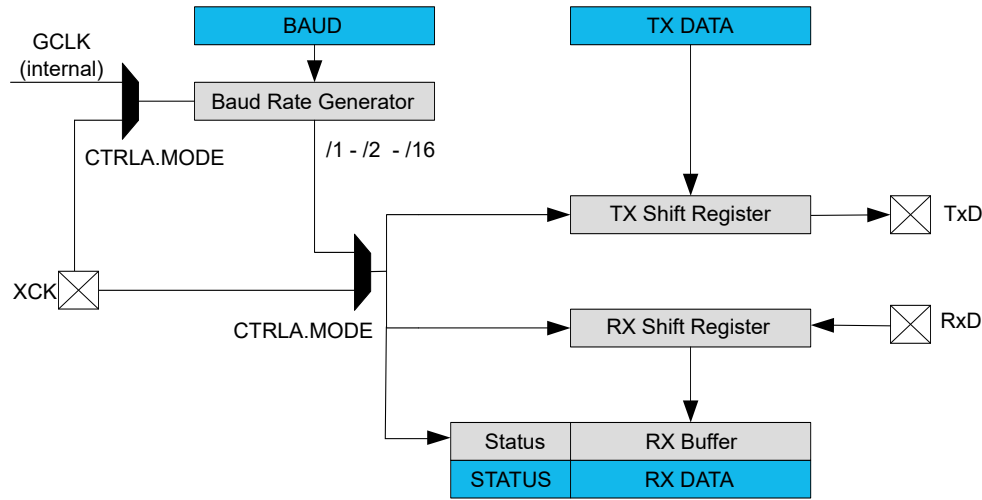 BAUD
TX DATA
GCLK
(internal)
Baud Rate Generator
/1 - /2 - /16
CTRLA.MODE
TX Shift Register
TxD
XCK
CTRLA.MODE
RX Shift Register
RxD
Status
RX Buffer
STATUS
RX DATA